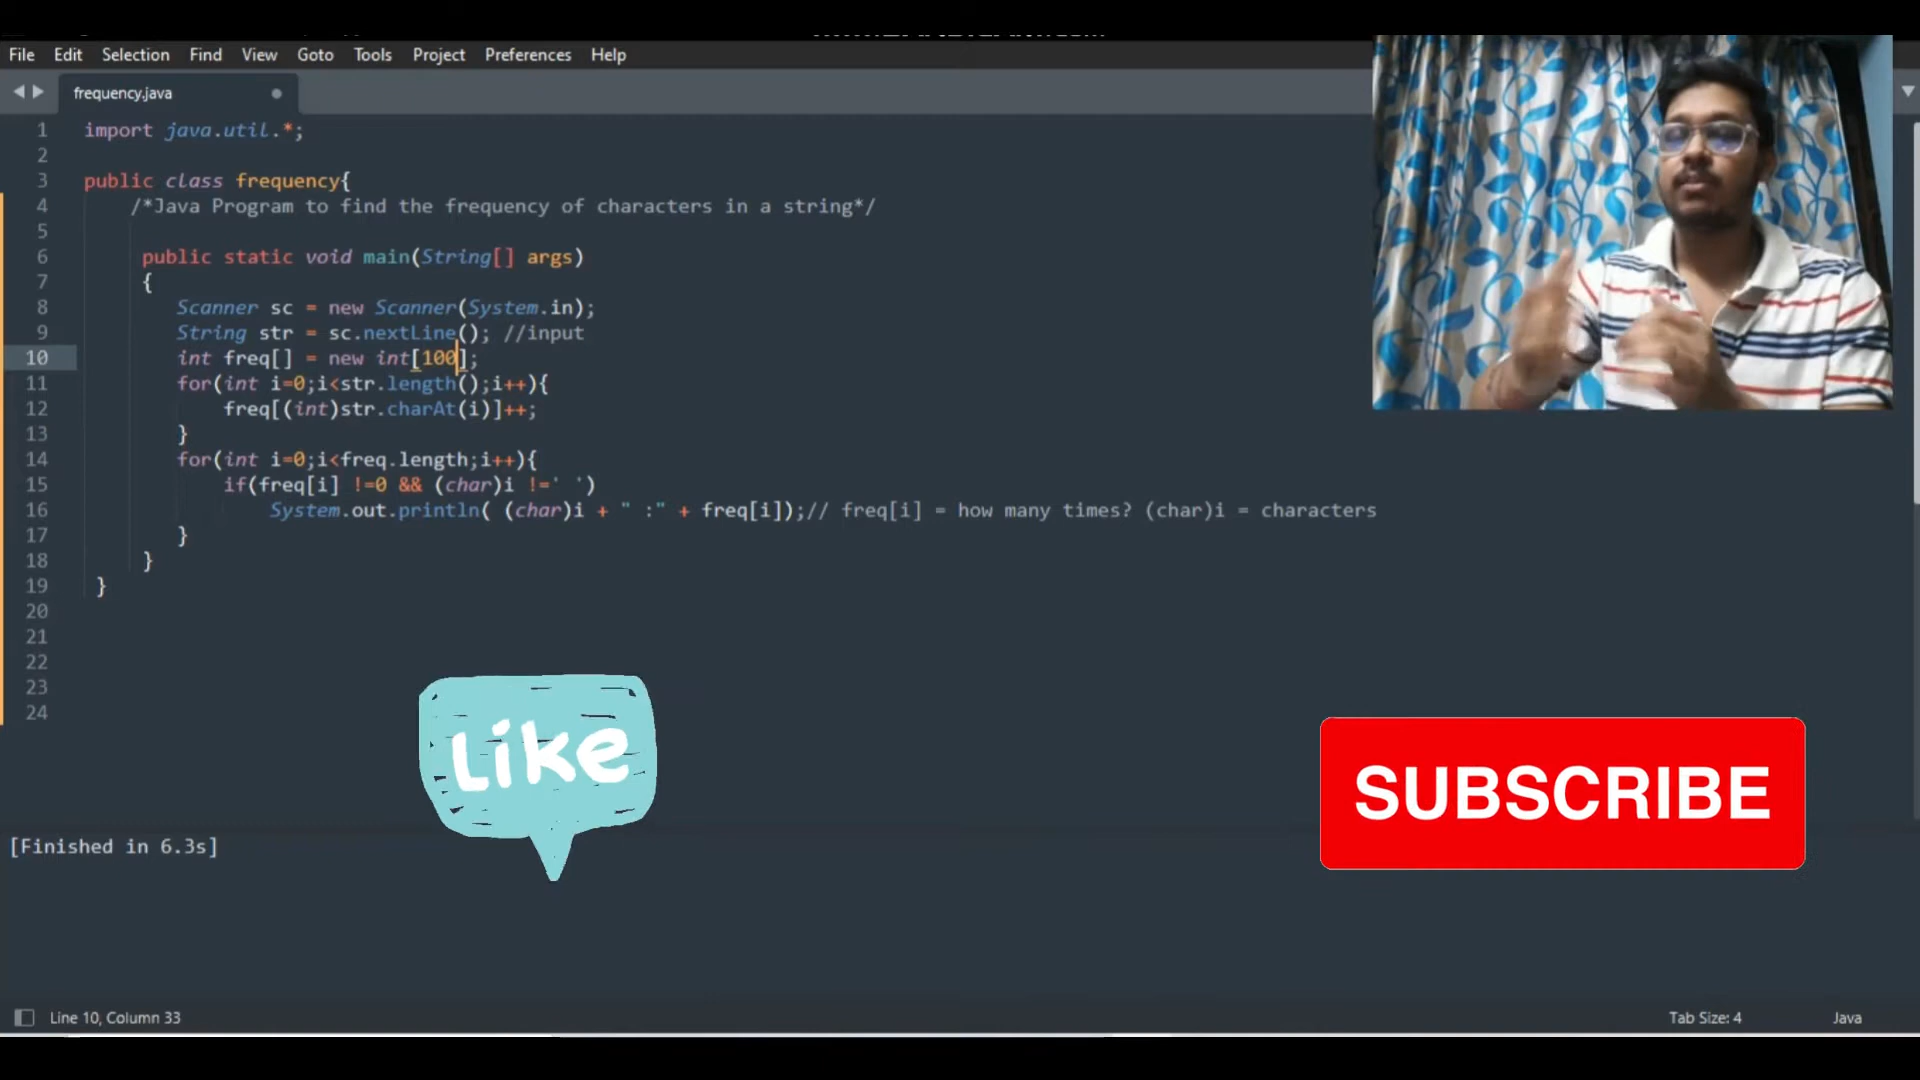 File Edit Selection Find View Goto Tools Project Preferences Help
frequency.java
1 import java.util.*;
2
3 public class frequency{
4 /*Java Program to find the frequency of characters in a string*/
5
6 public static void main(String[] args)
7 {
8 Scanner sc = new Scanner(System.in);
9 String str = sc.nextLine(); //input
10 int freq[] = new int[100];
11 for(int i=0;i<str.length();i++){
12 freq[(int)str.charAt(i)]++;
13 }
14 for(int i=0;i<freq.length;i++){
15 if(freq[i] !=0 && (char)i !=' ')
16 System.out.println( (char)i + " :" + freq[i]);// freq[i] = how many times? (char)i = characters
17 }
18 }
19 }
20
21
22
23
24
Like
SUBSCRIBE
[Finished in 6.3s]
Line 10, Column 33 Tab Size: 4 Java